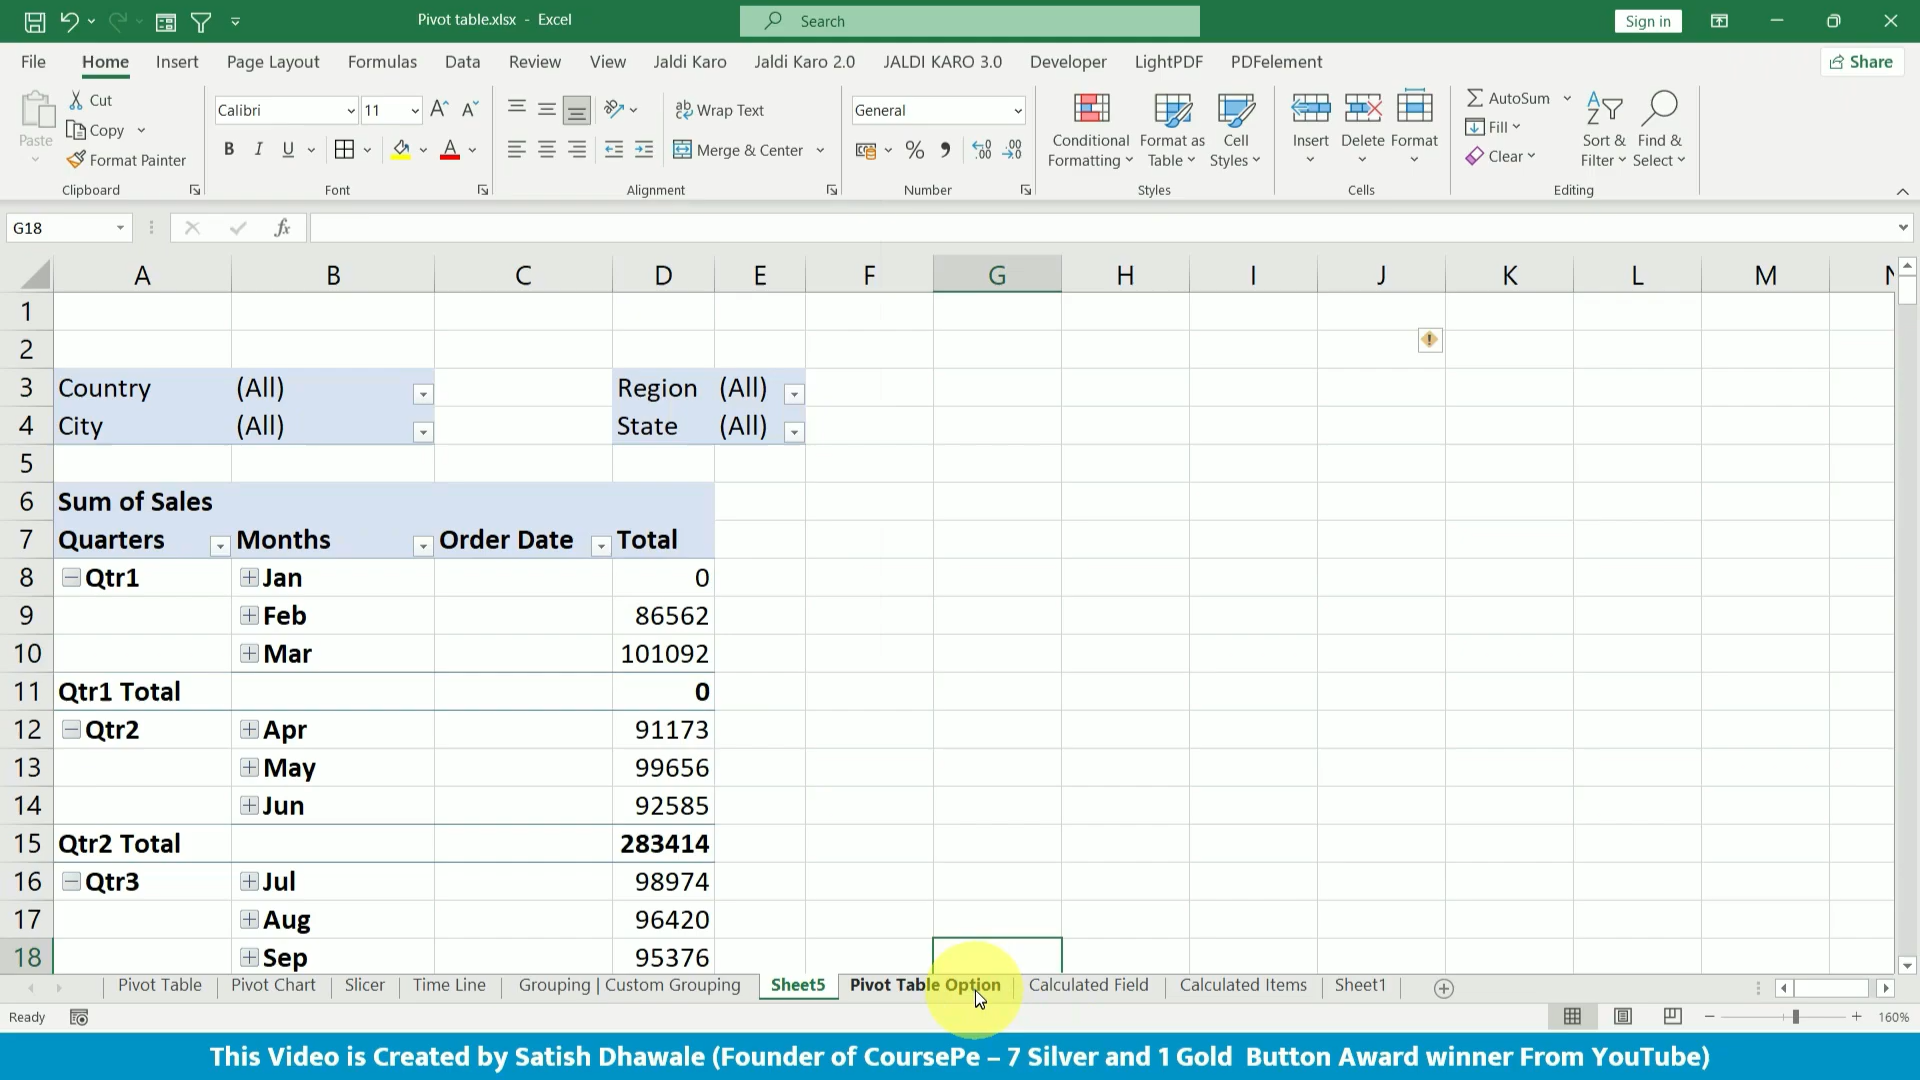 Pivot table.xlsx - Excel
Search
Sign in
File Home Insert Page Layout Formulas Data Review View Jaldi Karo Jaldi Karo 2.0 JALDI KARO 3.0 Developer LightPDF PDFelement
Share
Paste
Cut
Copy
Format Painter
Clipboard
Calibri 11
B I U
Font
Wrap Text
Merge & Center
Alignment
General
Number
Conditional Formatting
Format as Table
Cell Styles
Styles
Insert Delete Format
Cells
AutoSum
Fill
Clear
Sort & Filter
Find & Select
Editing
G18
fx
A B C D E F G H I J K L M N
1
2
3 Country (All) Region (All)
4 City (All) State (All)
5
6 Sum of Sales
7 Quarters Months Order Date Total
8 Qtr1 Jan 0
9 Feb 86562
10 Mar 101092
11 Qtr1 Total 0
12 Qtr2 Apr 91173
13 May 99656
14 Jun 92585
15 Qtr2 Total 283414
16 Qtr3 Jul 98974
17 Aug 96420
18 Sep 95376
Pivot Table Pivot Chart Slicer Time Line Grouping | Custom Grouping Sheet5 Pivot Table Option Calculated Field Calculated Items Sheet1
Ready
160%
This Video is Created by Satish Dhawale (Founder of CoursePe – 7 Silver and 1 Gold Button Award winner From YouTube)